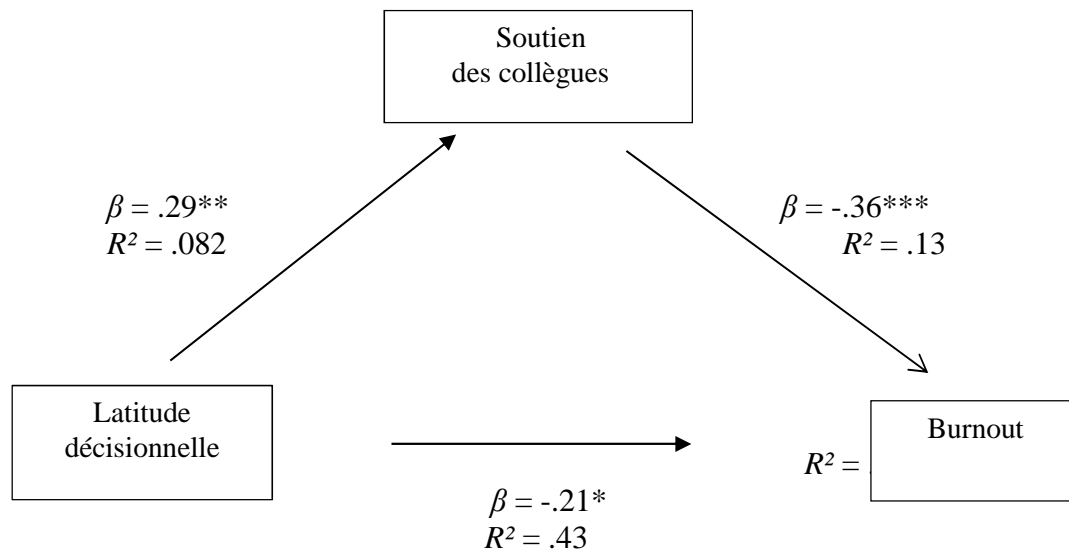 Soutien
des collègues
β = .29**
R² = .082
β = -.36***
R² = .13
Latitude
décisionnelle
Burnout
R² = .
β = -.21*
R² = .43